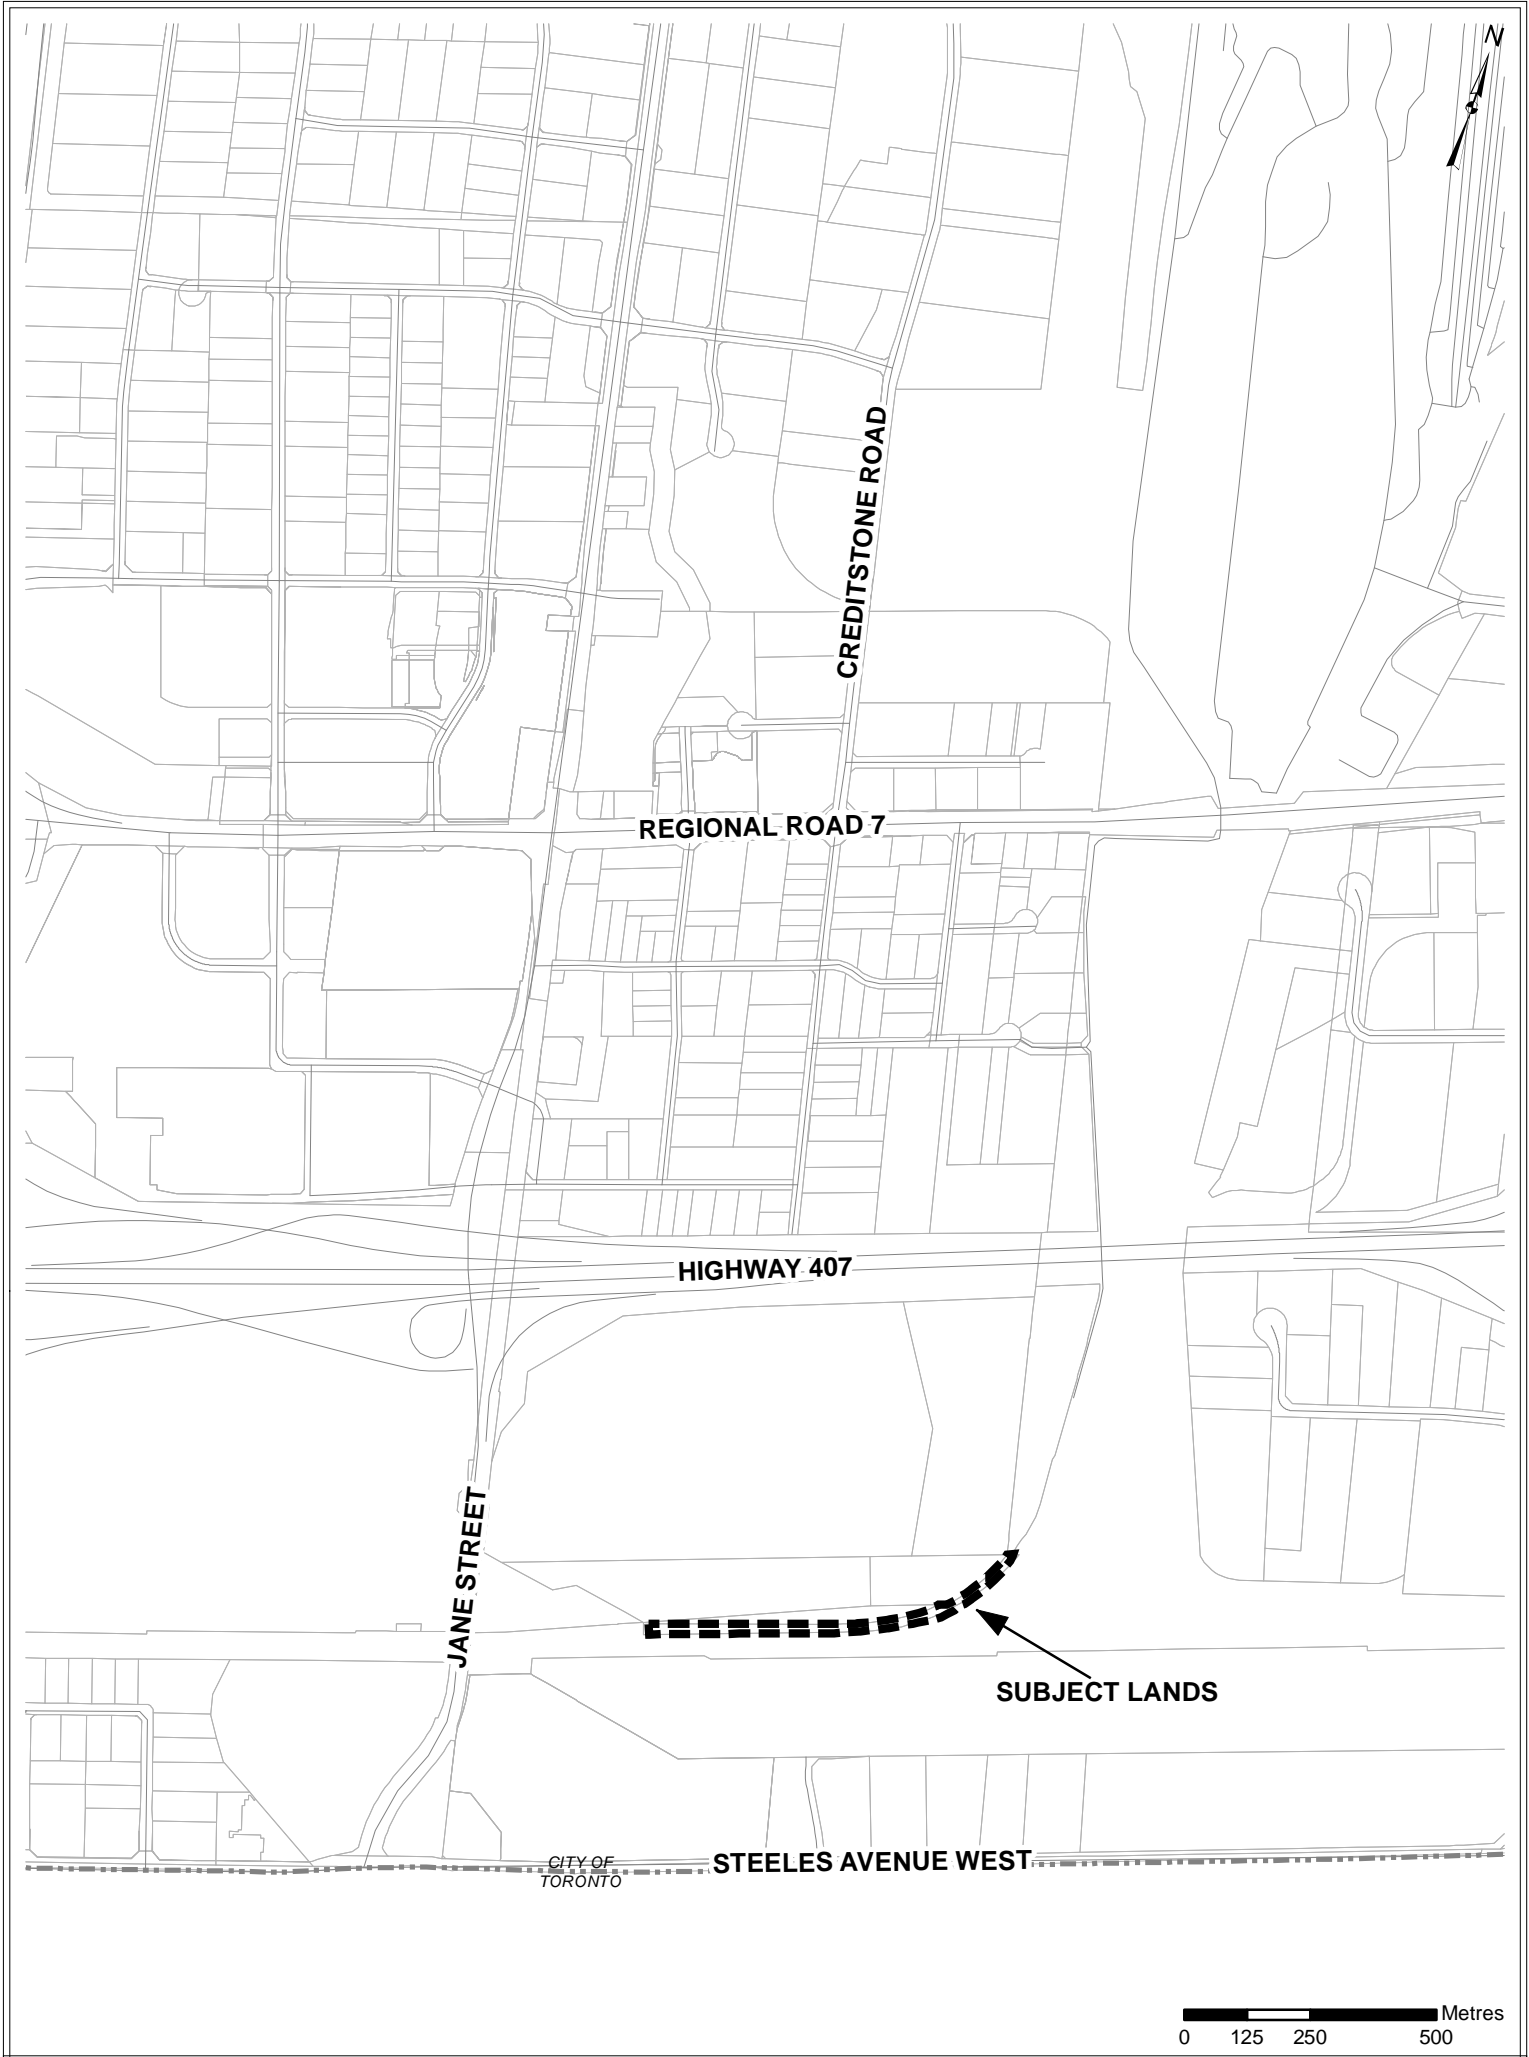 N
CREDITSTONE ROAD
REGIONAL ROAD 7
HIGHWAY 407
JANE STREET
SUBJECT LANDS
CITY OF
TORONTO
STEELES AVENUE WEST
Metres
0 125 250 500